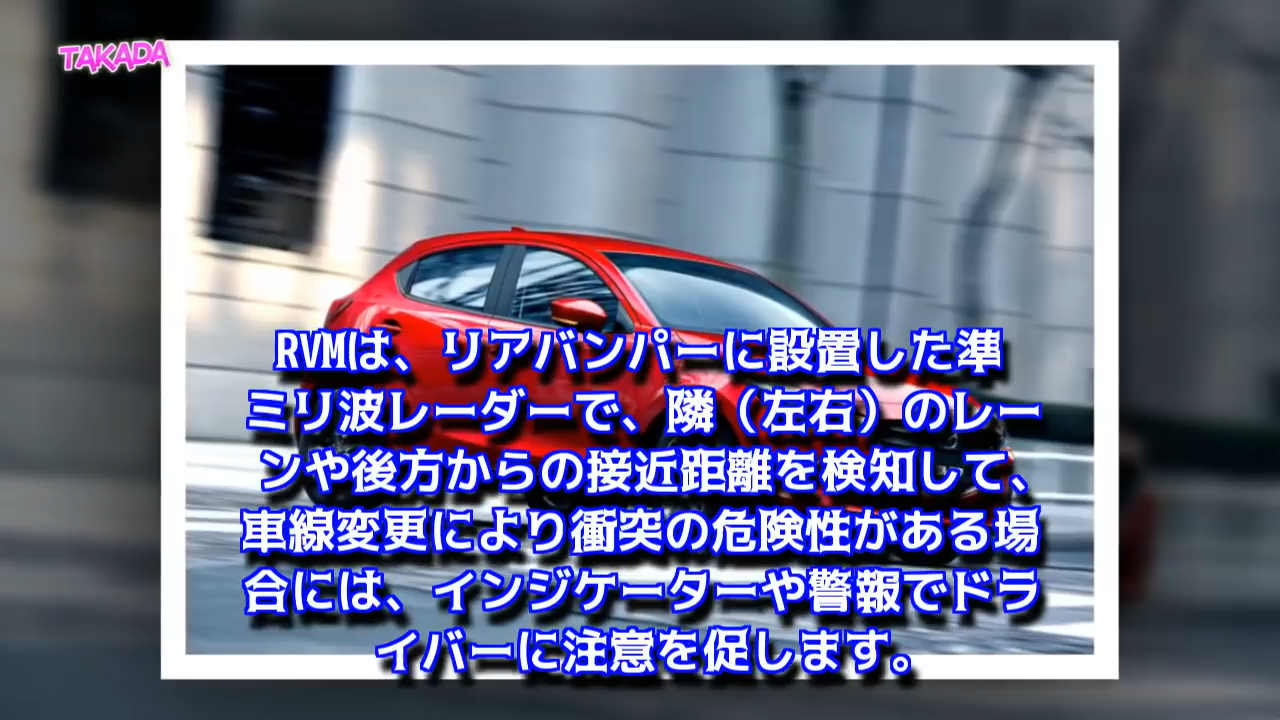 TAKADA
RVMは、リアバンパーに設置した準
ミリ波レーダーで、隣（左右）のレー
ンや後方からの接近距離を検知して、
車線変更により衝突の危険性がある場
合には、インジケーターや警報でドラ
イバーに注意を促します。